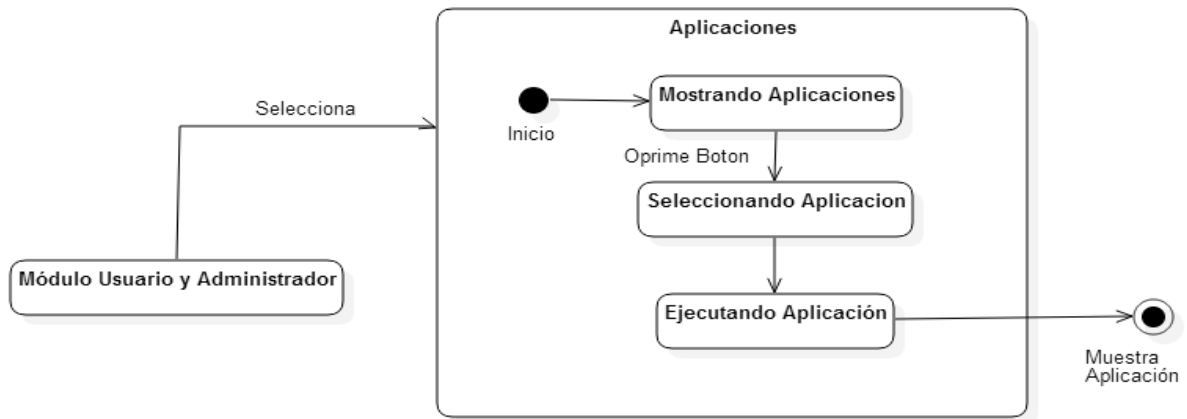 Aplicaciones
Selecciona
Mostrando Aplicaciones
Inicio
Oprime Boton
Seleccionando Aplicacion
Módulo Usuario y Administrador
Ejecutando Aplicación
Muestra
Aplicación